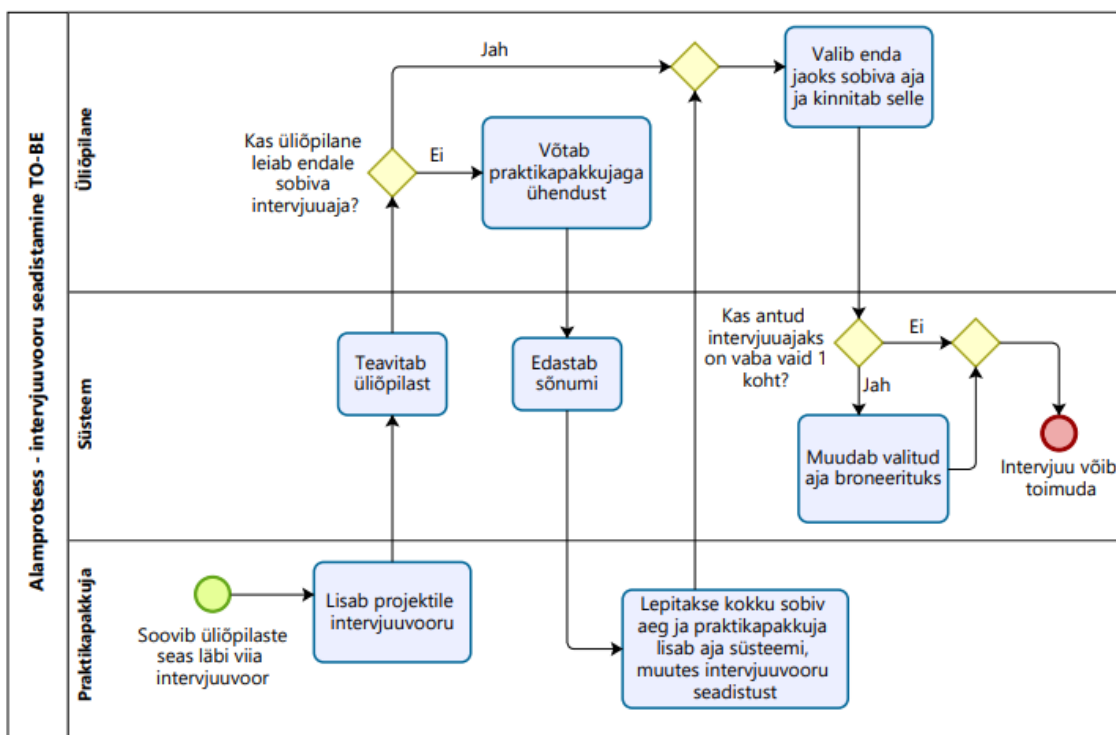 Alamprotsess - intervjuuvooru seadistamine TO-BE
Üliõpilane
Jah
Valib enda
jaoks sobiva aja
ja kinnitab selle
Kas üliõpilane
leiab endale
sobiva
intervjuuaja?
Ei
Võtab
praktikapakkujaga
ühendust
Süsteem
Teavitab
üliõpilast
Edastab
sõnumi
Kas antud
intervjuuajaks
on vaba vaid 1
koht?
Ei
Jah
Muudab valitud
aja broneerituks
Intervjuu võib
toimuda
Praktikapakkuja
Soovib üliõpilaste
seas läbi viia
intervjuuvoor
Lisab projektile
intervjuuvooru
Lepitakse kokku sobiv
aeg ja praktikapakkuja
lisab aja süsteemi,
muutes intervjuuvooru
seadistust